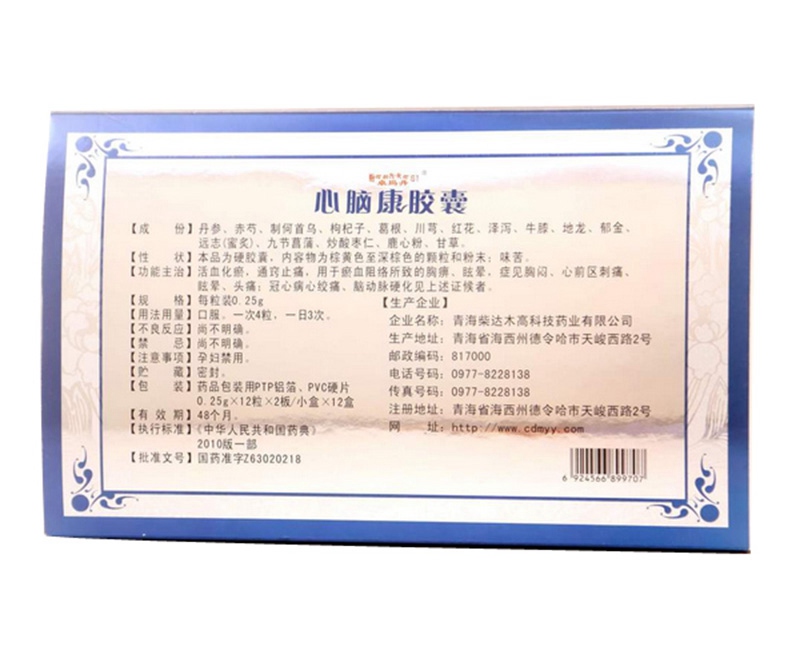 心脑康胶囊
【成 份】丹参、赤芍、制何首乌、枸杞子、葛根、川芎、红花、泽泻、牛膝、地龙、郁金、
远志(蜜炙)、九节菖蒲、炒酸枣仁、鹿心粉、甘草。
【性 状】本品为硬胶囊，内容物为棕黄色至深棕色的颗粒和粉末；味苦。
【功能主治】活血化瘀，通窍止痛，用于瘀血阻络所致的胸痹、眩晕，症见胸闷、心前区刺痛、
眩晕、头痛；冠心病心绞痛、脑动脉硬化见上述证候者。
【规 格】每粒装0.25g
【用法用量】口服。一次4粒，一日3次。
【不良反应】尚不明确。
【禁 忌】尚不明确。
【注意事项】孕妇禁用。
【贮 藏】密封。
【包 装】药品包装用PTP铝箔、PVC硬片
0.25g×12粒×2板/小盒×12盒
【有 效 期】48个月。
【执行标准】《中华人民共和国药典》
2010版一部
【批准文号】国药准字Z63020218
【生产企业】
企业名称：青海柴达木高科技药业有限公司
生产地址：青海省海西州德令哈市天峻西路2号
邮政编码：817000
电话号码：0977-8228138
传真号码：0977-8228138
注册地址：青海省海西州德令哈市天峻西路2号
网 址：http://www.cdmyy.com
6 924566 899707